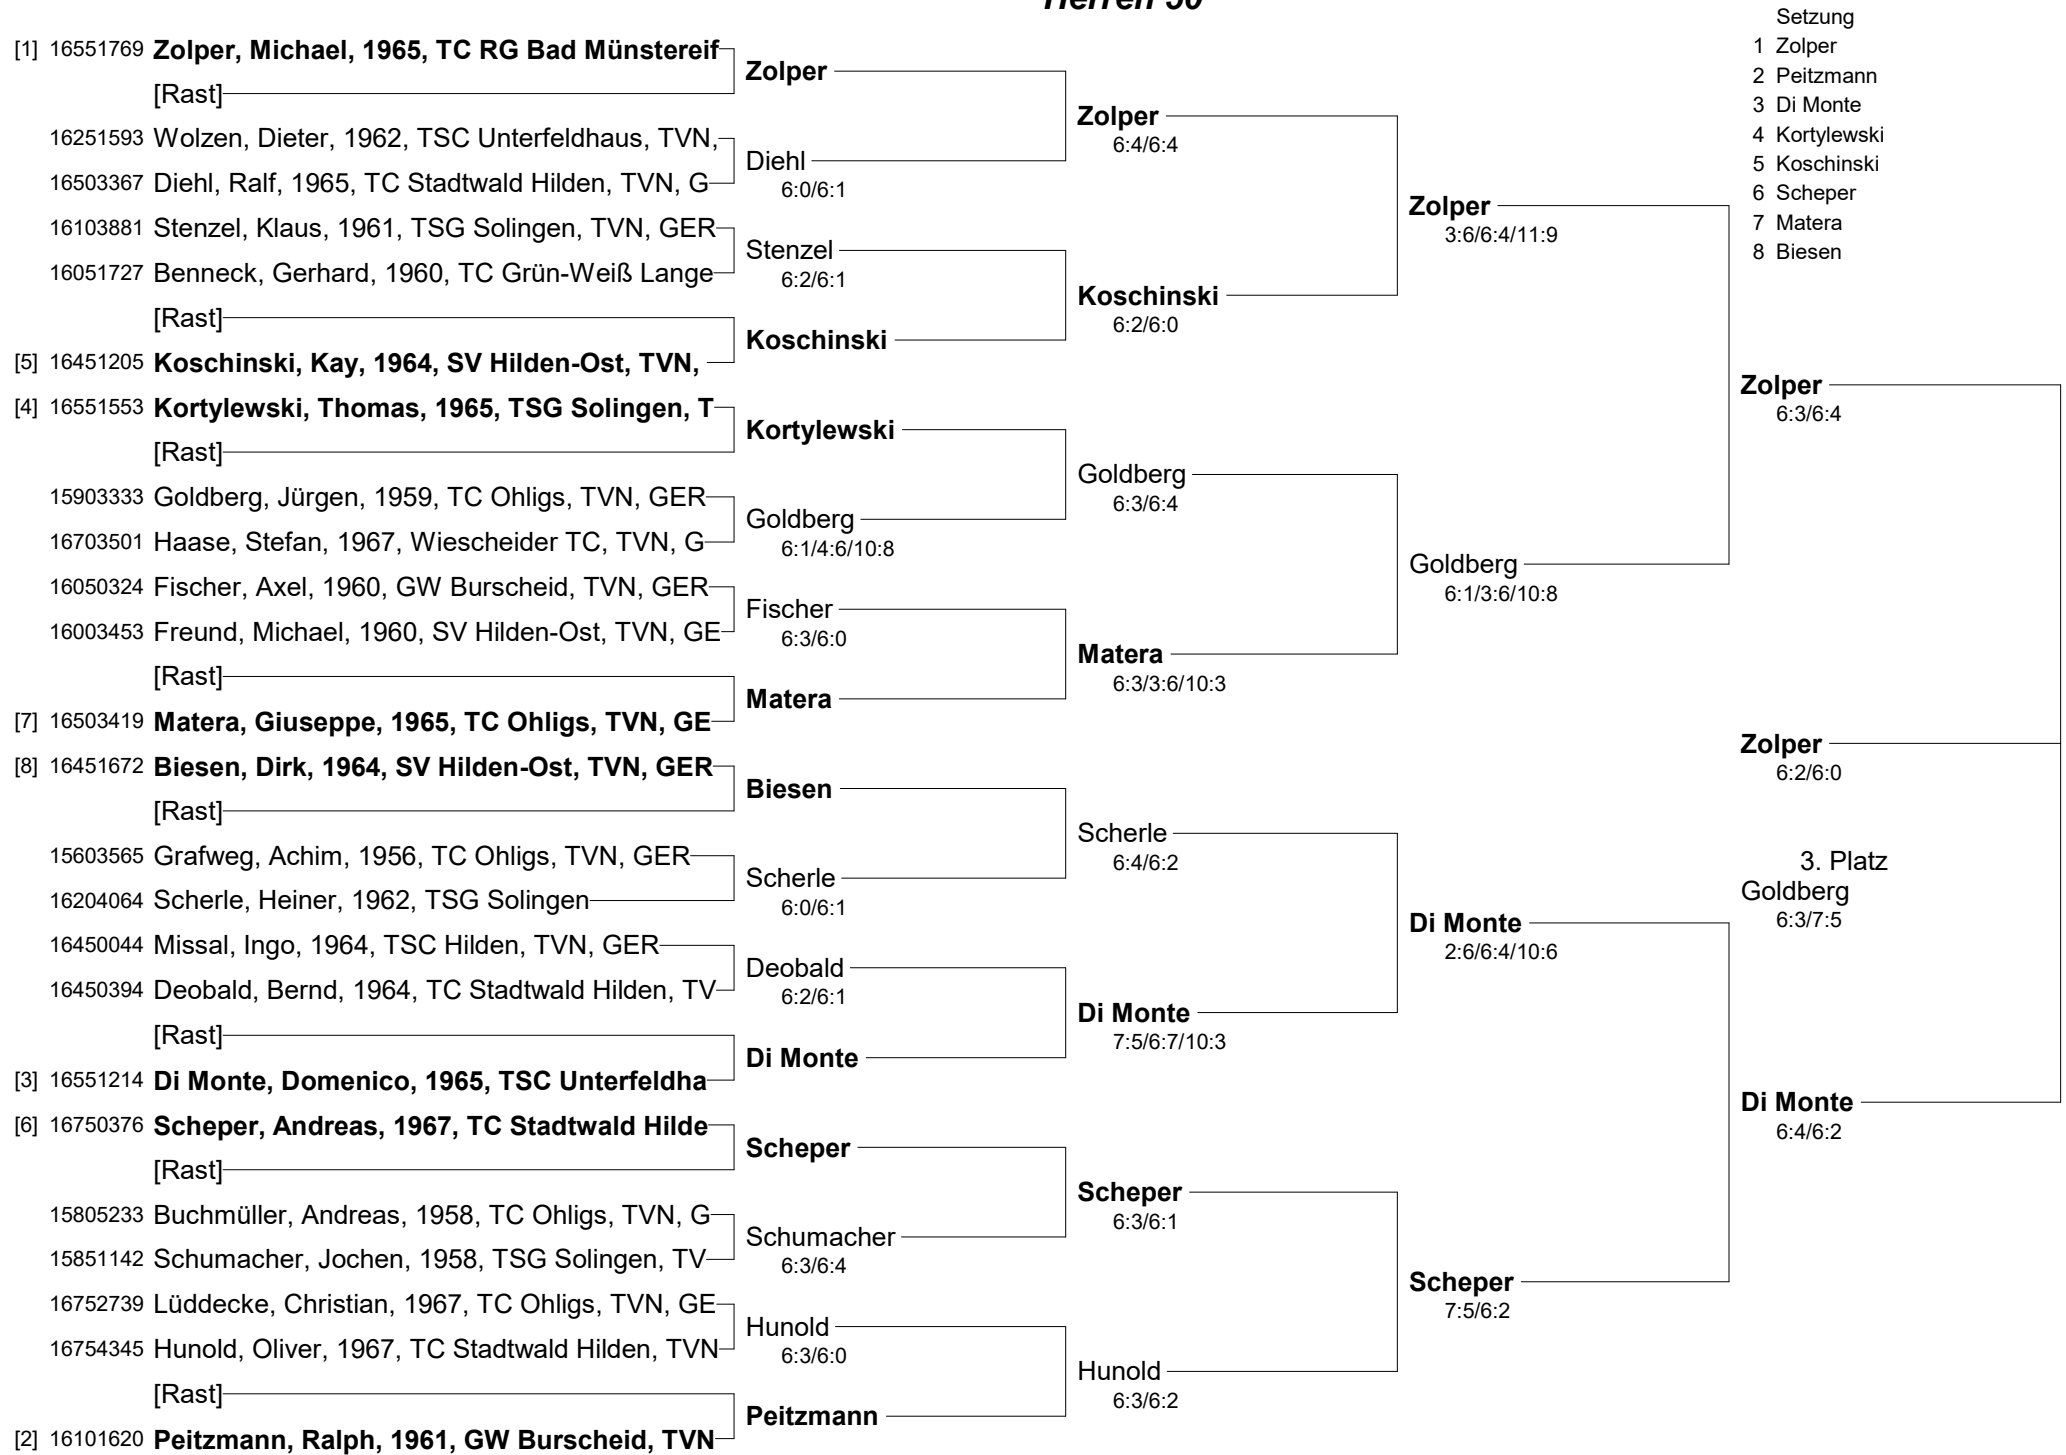 Herren 50
Setzung
1 Zolper
2 Peitzmann
3 Di Monte
4 Kortylewski
5 Koschinski
6 Scheper
7 Matera
8 Biesen
[1] 16551769 Zolper, Michael, 1965, TC RG Bad Münstereif
[Rast]
16251593 Wolzen, Dieter, 1962, TSC Unterfeldhaus, TVN,
16503367 Diehl, Ralf, 1965, TC Stadtwald Hilden, TVN, G
16103881 Stenzel, Klaus, 1961, TSG Solingen, TVN, GER
16051727 Benneck, Gerhard, 1960, TC Grün-Weiß Lange
[Rast]
[5] 16451205 Koschinski, Kay, 1964, SV Hilden-Ost, TVN,
[4] 16551553 Kortylewski, Thomas, 1965, TSG Solingen, T
[Rast]
15903333 Goldberg, Jürgen, 1959, TC Ohligs, TVN, GER
16703501 Haase, Stefan, 1967, Wiescheider TC, TVN, G
16050324 Fischer, Axel, 1960, GW Burscheid, TVN, GER
16003453 Freund, Michael, 1960, SV Hilden-Ost, TVN, GE
[Rast]
[7] 16503419 Matera, Giuseppe, 1965, TC Ohligs, TVN, GE
[8] 16451672 Biesen, Dirk, 1964, SV Hilden-Ost, TVN, GER
[Rast]
15603565 Grafweg, Achim, 1956, TC Ohligs, TVN, GER
16204064 Scherle, Heiner, 1962, TSG Solingen
16450044 Missal, Ingo, 1964, TSC Hilden, TVN, GER
16450394 Deobald, Bernd, 1964, TC Stadtwald Hilden, TV
[Rast]
[3] 16551214 Di Monte, Domenico, 1965, TSC Unterfeldha
[6] 16750376 Scheper, Andreas, 1967, TC Stadtwald Hilde
[Rast]
15805233 Buchmüller, Andreas, 1958, TC Ohligs, TVN, G
15851142 Schumacher, Jochen, 1958, TSG Solingen, TV
16752739 Lüddecke, Christian, 1967, TC Ohligs, TVN, GE
16754345 Hunold, Oliver, 1967, TC Stadtwald Hilden, TVN
[Rast]
[2] 16101620 Peitzmann, Ralph, 1961, GW Burscheid, TVN
Zolper
Diehl
6:0/6:1
Stenzel
6:2/6:1
Koschinski
Kortylewski
Goldberg
6:1/4:6/10:8
Fischer
6:3/6:0
Matera
Biesen
Scherle
6:0/6:1
Deobald
6:2/6:1
Di Monte
Scheper
Schumacher
6:3/6:4
Hunold
6:3/6:0
Peitzmann
Zolper
6:4/6:4
Koschinski
6:2/6:0
Goldberg
6:3/6:4
Matera
6:3/3:6/10:3
Scherle
6:4/6:2
Di Monte
7:5/6:7/10:3
Scheper
6:3/6:1
Hunold
6:3/6:2
Zolper
3:6/6:4/11:9
Goldberg
6:1/3:6/10:8
Di Monte
2:6/6:4/10:6
Scheper
7:5/6:2
Zolper
6:3/6:4
Zolper
6:2/6:0
3. Platz
Goldberg
6:3/7:5
Di Monte
6:4/6:2